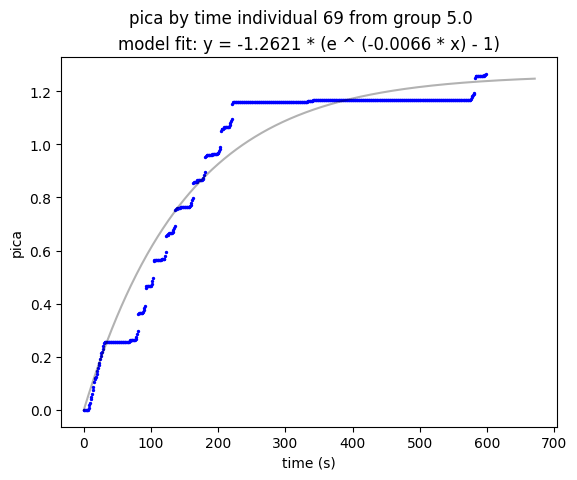 pica by time individual 69 from group 5.0
model fit: y = -1.2621 * (e ^ (-0.0066 * x) - 1)
1.2
1.0
0.8
0.6
0.4
0.2
0.0
pica
0 100 200 300 400 500 600 700
time (s)